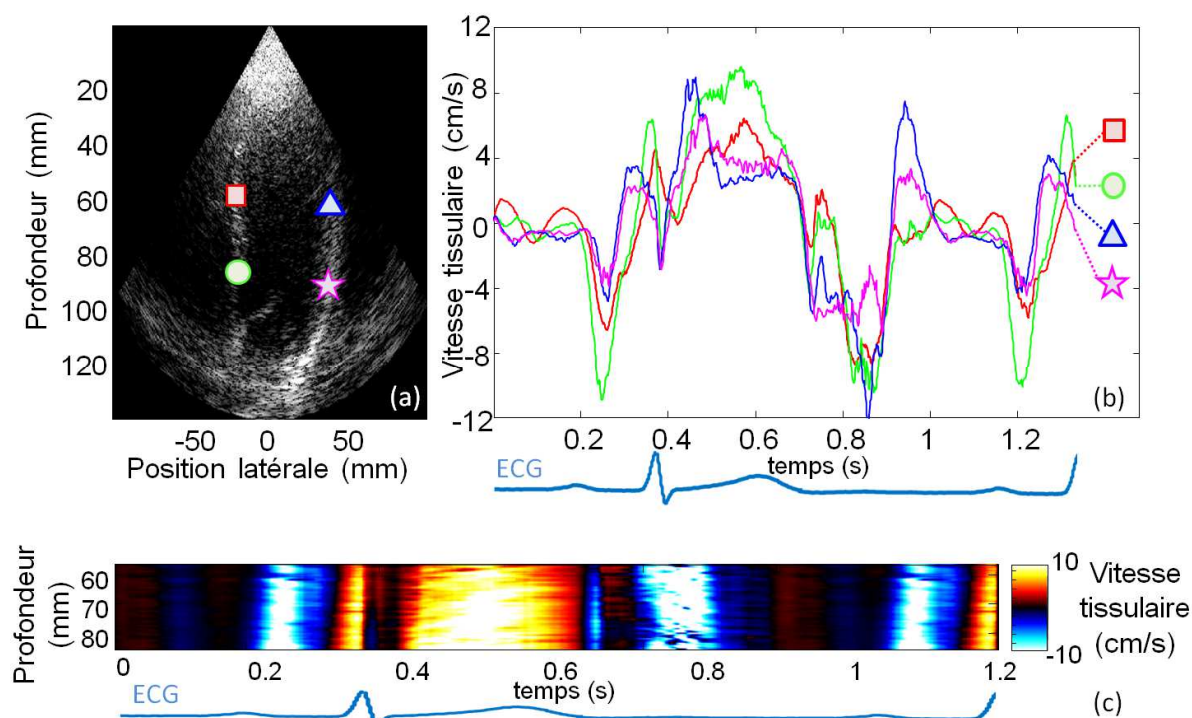 Profondeur (mm)
20
40
60
80
100
120
(a)
-50 0 50
Position latérale (mm)
Vitesse tissulaire (cm/s)
12
8
4
0
-4
-8
-12
(b)
0.2 0.4 0.6 0.8 1 1.2
temps (s)
ECG
Profondeur
(mm)
60
70
80
0 0.2 0.4 0.6 0.8 1 1.2
temps (s)
10
-10
Vitesse
tissulaire
(cm/s)
ECG
(c)